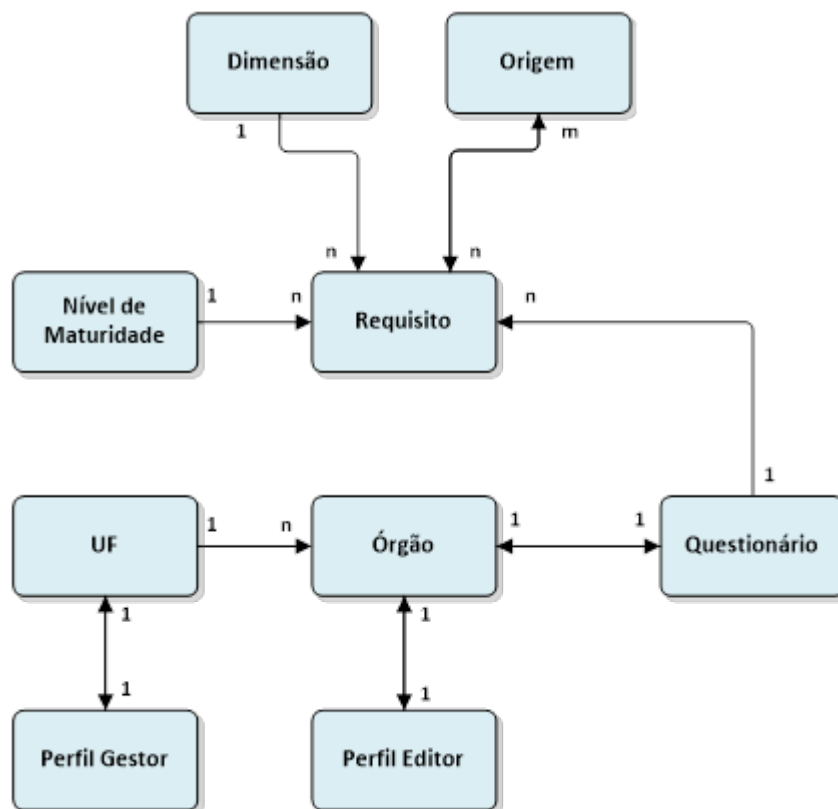 Dimensão
Origem
1
m
n
n
Nível de
Maturidade
1
n
Requisito
n
1
UF
1
n
Órgão
1
1
Questionário
1
1
1
1
Perfil Gestor
Perfil Editor